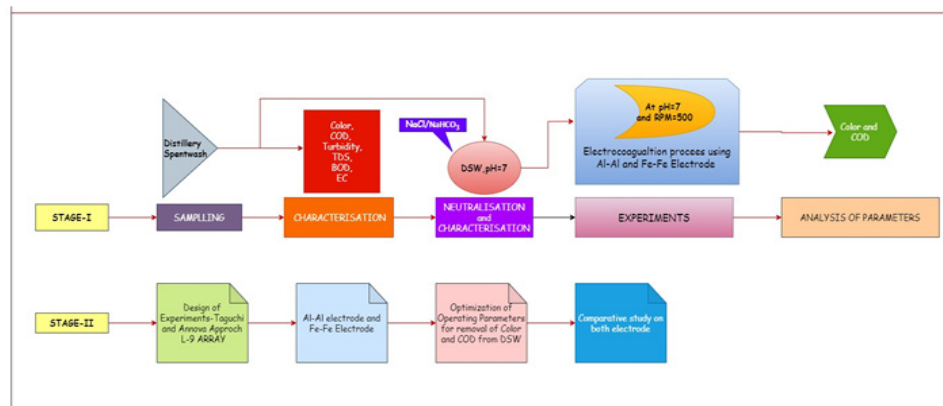 Distillery
Spentwash
Color,
COD,
Turbidity,
TDS,
BOD,
EC
NaCl/NaHCO₃
DSW,pH=7
At pH=7
and RPM=500
Electrocoagualtion procees using
Al-Al and Fe-Fe Electrode
Color and
COD
STAGE-I
SAMPLLING
CHARACTERISATION
NEUTRALISATION
and
CHARACTERISATION
EXPERIMENTS
ANALYSIS OF PARAMETERS
STAGE-II
Design of
Experiments-Taguchi
and Annova Approch
L-9 ARRAY
Al-Al electrode and
Fe-Fe Electrode
Optimization of
Operating Parameters
for removal of Color
and COD from DSW
Comparative study on
both electrode